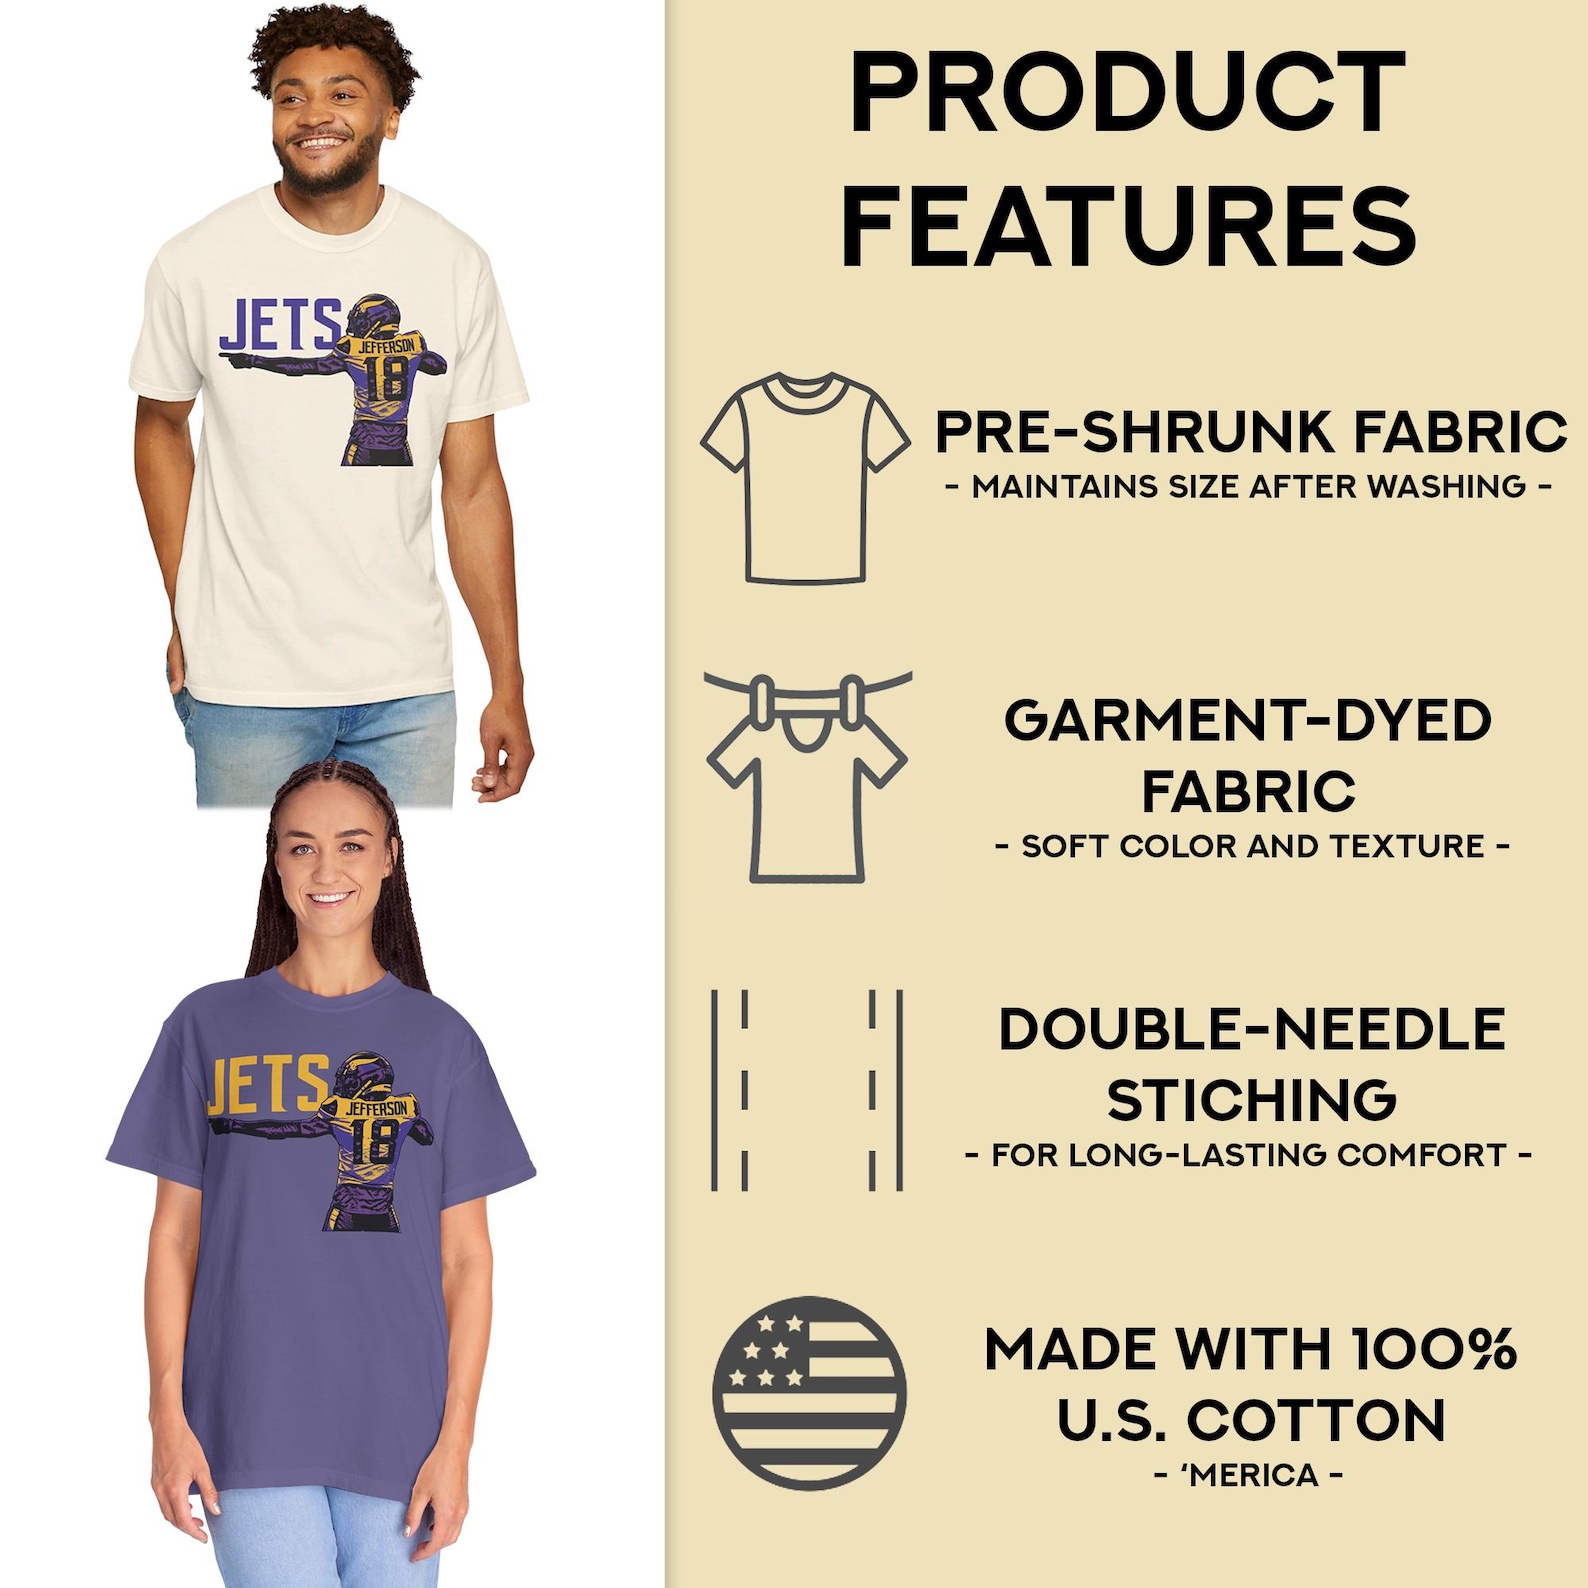 JETS
JEFFERSON
18
JETS
JEFFERSON
18
PRODUCT
FEATURES
PRE-SHRUNK FABRIC
- MAINTAINS SIZE AFTER WASHING -
GARMENT-DYED
FABRIC
- SOFT COLOR AND TEXTURE -
DOUBLE-NEEDLE
STICHING
- FOR LONG-LASTING COMFORT -
MADE WITH 100%
U.S. COTTON
- ‘MERICA -